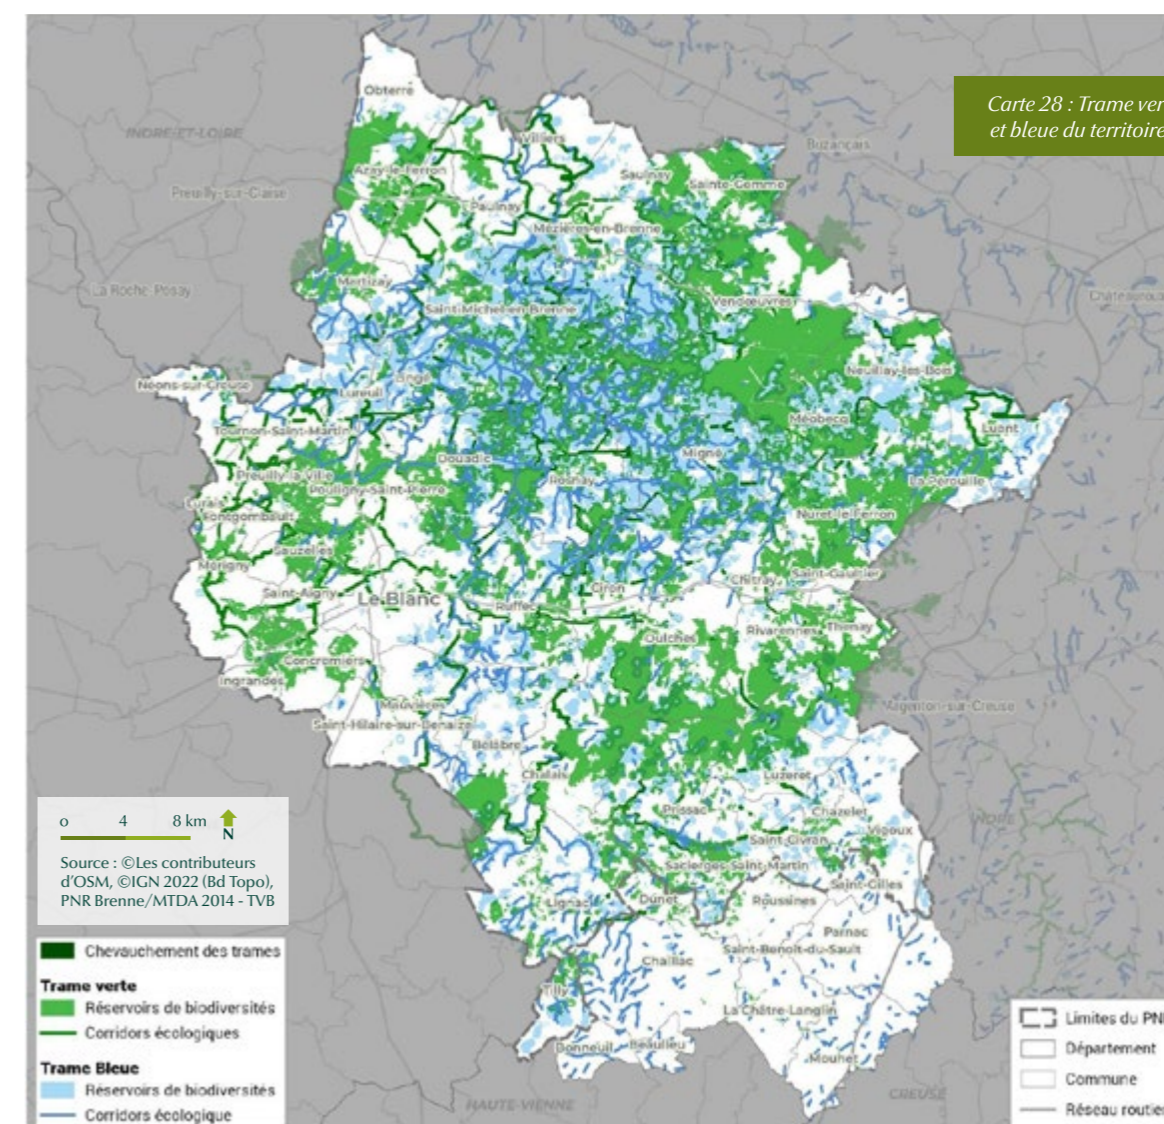 Carte 28 : Trame ver
et bleue du territoire
Obterré
INDRE-ET-LOIRE
Villiers
Buzançais
Azay-le-Ferron
Saulnay
Sainte-Gemme
Preuilly-sur-Claise
Paulnay
Mézières-en-Brenne
Martizay
La Roche-Posay
Châteauroux
Saint-Michel-en-Brenne
Vendœuvres
Néons-sur-Creuse
Lingé
Neuillay-les-Bois
Lureuil
Tournon-Saint-Martin
Méobecq
Luant
Douadic
Migné
Preuilly-la-Ville
Pouligny-Saint-Pierre
Rosnay
La Pérouille
Lurais
Fontgombault
Nuret-le-Ferron
Sauzelles
Mérigny
Saint-Aigny
Le Blanc
Ciron
Chitray
Saint-Gaultier
Ruffec
Oulches
Rivarennes
Thenay
Concremiers
Ingrandes
Mauvières
Saint-Hilaire-sur-Benaize
Argenton-sur-Creuse
Bélâbre
Chalais
Luzeret
Prissac
Chazelet
INDRE
Saint-Civran
Vigoux
Sacierges-Saint-Martin
Saint-Gilles
Lignac
Dunet
Roussines
Parnac
Saint-Benoît-du-Sault
Chaillac
Tilly
La Châtre-Langlin
Bonneuil
Beaulieu
Mouhet
HAUTE-VIENNE
CREUSE
0 4 8 km
N
Source : ©Les contributeurs
d'OSM, ©IGN 2022 (Bd Topo),
PNR Brenne/MTDA 2014 - TVB
Chevauchement des trames
Trame verte
Réservoirs de biodiversités
Corridors écologiques
Trame Bleue
Réservoirs de biodiversités
Corridors écologique
Limites du PN
Département
Commune
Réseau routier